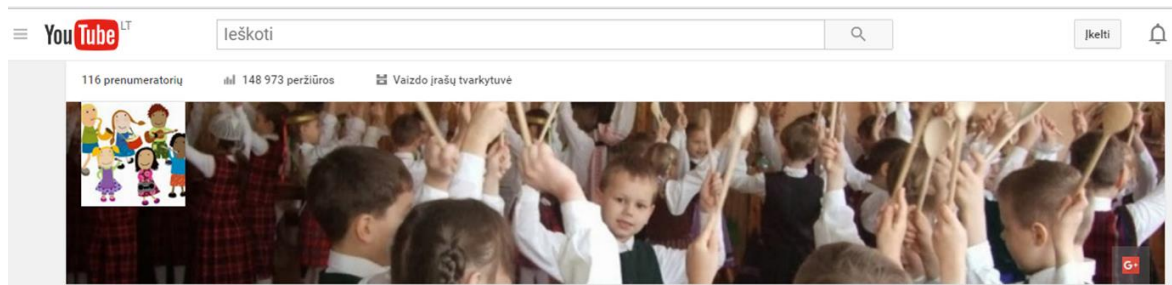 YouTube LT Ieškoti Įkelti
116 prenumeratorių 148 973 peržiūros Vaizdo įrašų tvarkytuvė
G+